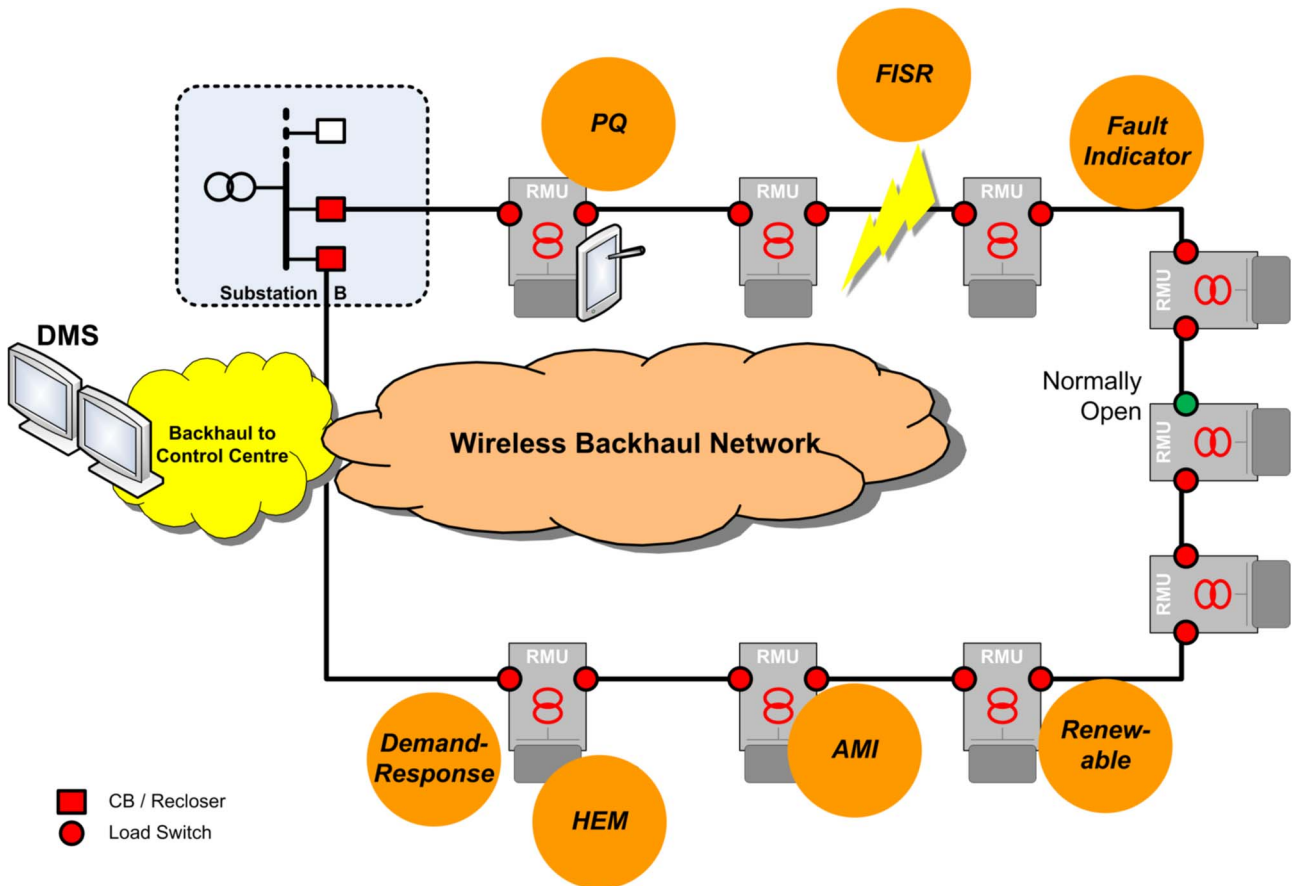 FISR
PQ
Fault
Indicator
RMU
RMU
RMU
Substation B
RMU
DMS
Normally
Open
Backhaul to
Control Centre
Wireless Backhaul Network
RMU
RMU
RMU
RMU
RMU
Demand-
Response
AMI
Renew-
able
HEM
CB / Recloser
Load Switch